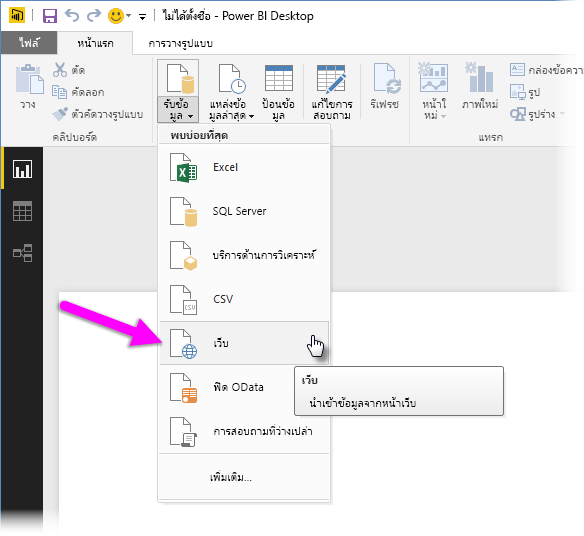 ไม่ได้ตั้งชื่อ - Power BI Desktop
ไฟล์ หน้าแรก การวางรูปแบบ
วาง
ตัด
คัดลอก
ตัวคัดวางรูปแบบ
คลิปบอร์ด
รับข้อ
มูล
แหล่งข้อ
มูลล่าสุด
ป้อนข้อ
มูล
แก้ไขการ
สอบถาม
รีเฟรช
หน้าใ
หม่
ภาพใหม่
กล่องข้อควา
รูป
รูปร่าง
แทรก
พบบ่อยที่สุด
Excel
SQL Server
บริการด้านการวิเคราะห์
CSV
CSV
เว็บ
ฟีด OData
การสอบถามที่ว่างเปล่า
เพิ่มเติม...
เว็บ
นำเข้าข้อมูลจากหน้าเว็บ